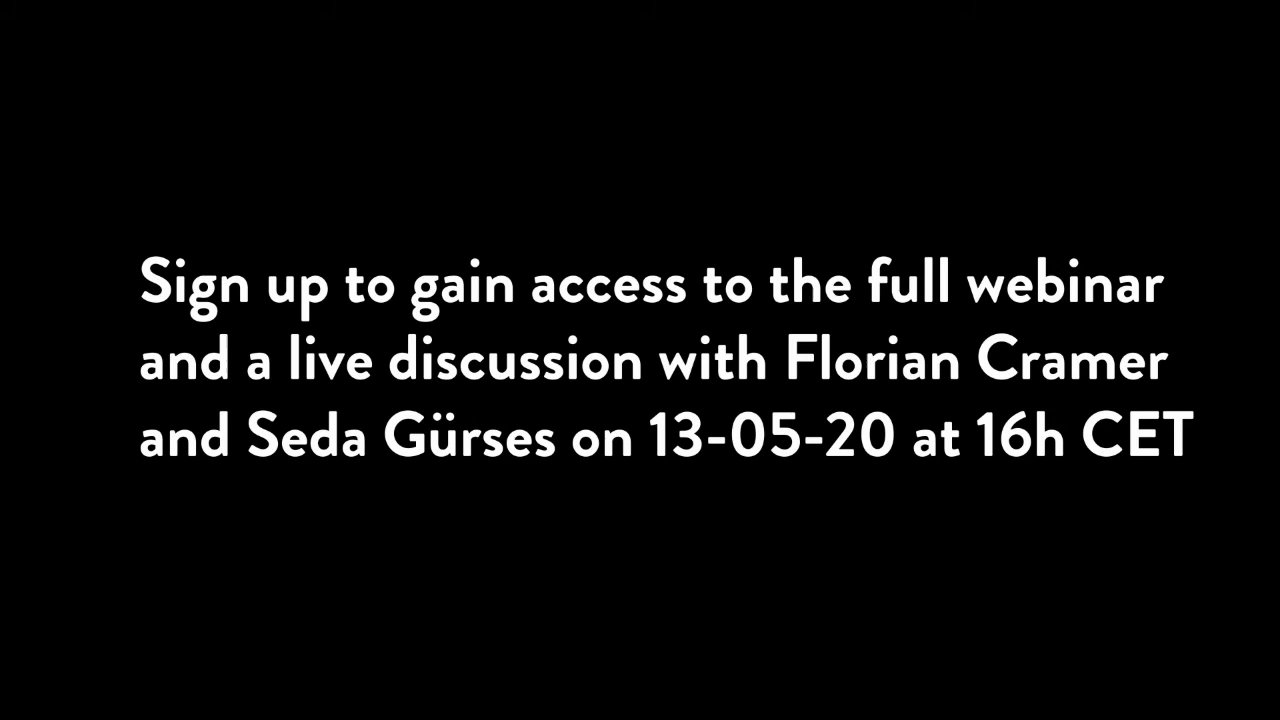 Sign up to gain access to the full webinar
and a live discussion with Florian Cramer
and Seda Gürses on 13-05-20 at 16h CET